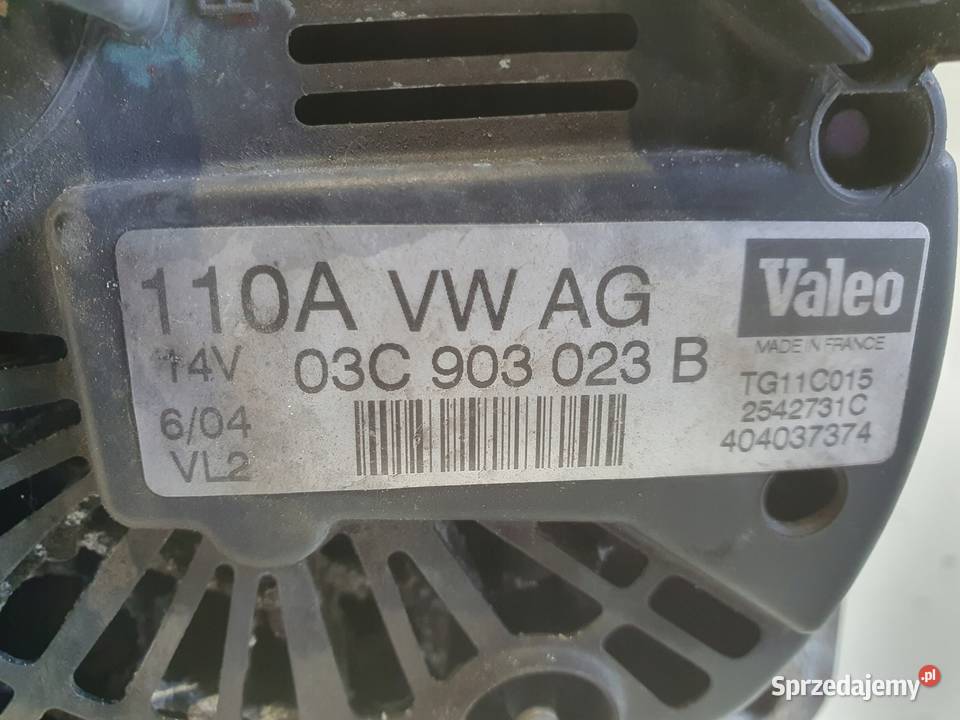 110A VW AG
14V 03C 903 023 B
6/04
VL2
Valeo
MADE IN FRANCE
TG11C015
2542731C
404037374
Sprzedajemy.pl